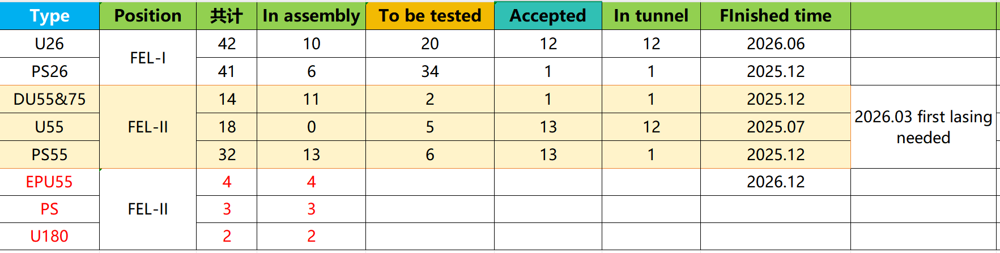 Type Position 共计 In assembly To be tested Accepted In tunnel FInished time
U26 FEL-I 42 10 20 12 12 2026.06
PS26 41 6 34 1 1 2025.12
DU55&75 FEL-II 14 11 2 1 1 2025.12 2026.03 first lasing
needed
U55 18 0 5 13 12 2025.07
PS55 32 13 6 13 1 2025.12
EPU55 FEL-II 4 4 2026.12
PS 3 3
U180 2 2